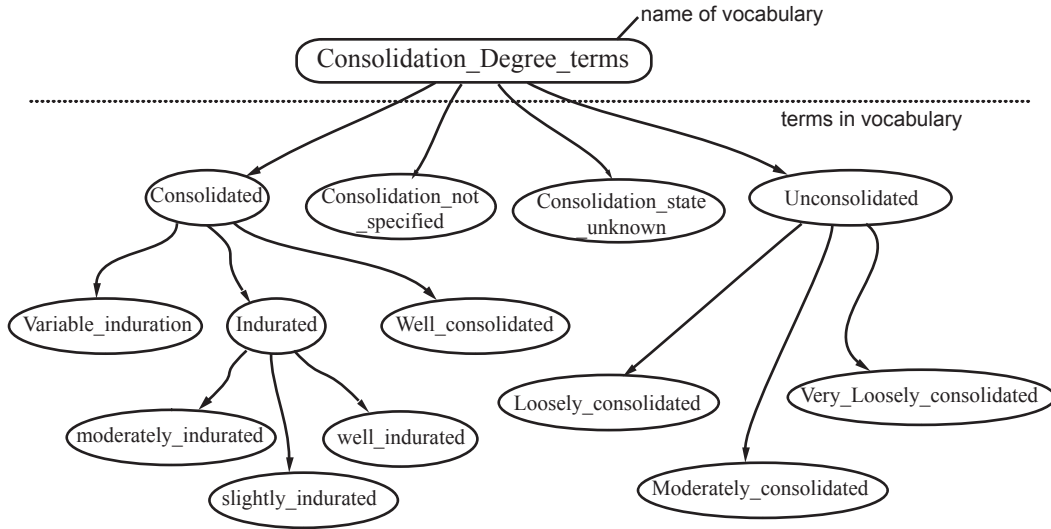 name of vocabulary
Consolidation_Degree_terms
terms in vocabulary
Consolidated
Consolidation_not
_specified
Consolidation_state
_unknown
Unconsolidated
Variable_induration
Indurated
Well_consolidated
Loosely_consolidated
Very_Loosely_consolidated
moderately_indurated
well_indurated
slightly_indurated
Moderately_consolidated